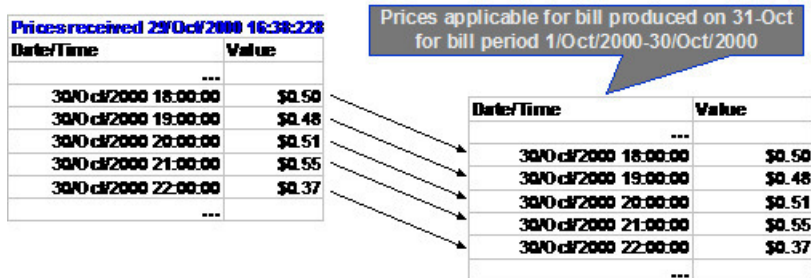 Prices received 29/Oct/2000 16:38:228
Date/Time Value
...
30/Oct/2000 18:00:00 $0.50
30/Oct/2000 19:00:00 $0.48
30/Oct/2000 20:00:00 $0.51
30/Oct/2000 21:00:00 $0.55
30/Oct/2000 22:00:00 $0.37
...
Prices applicable for bill produced on 31-Oct
for bill period 1/Oct/2000-30/Oct/2000
Date/Time Value
...
30/Oct/2000 18:00:00 $0.50
30/Oct/2000 19:00:00 $0.48
30/Oct/2000 20:00:00 $0.51
30/Oct/2000 21:00:00 $0.55
30/Oct/2000 22:00:00 $0.37
...